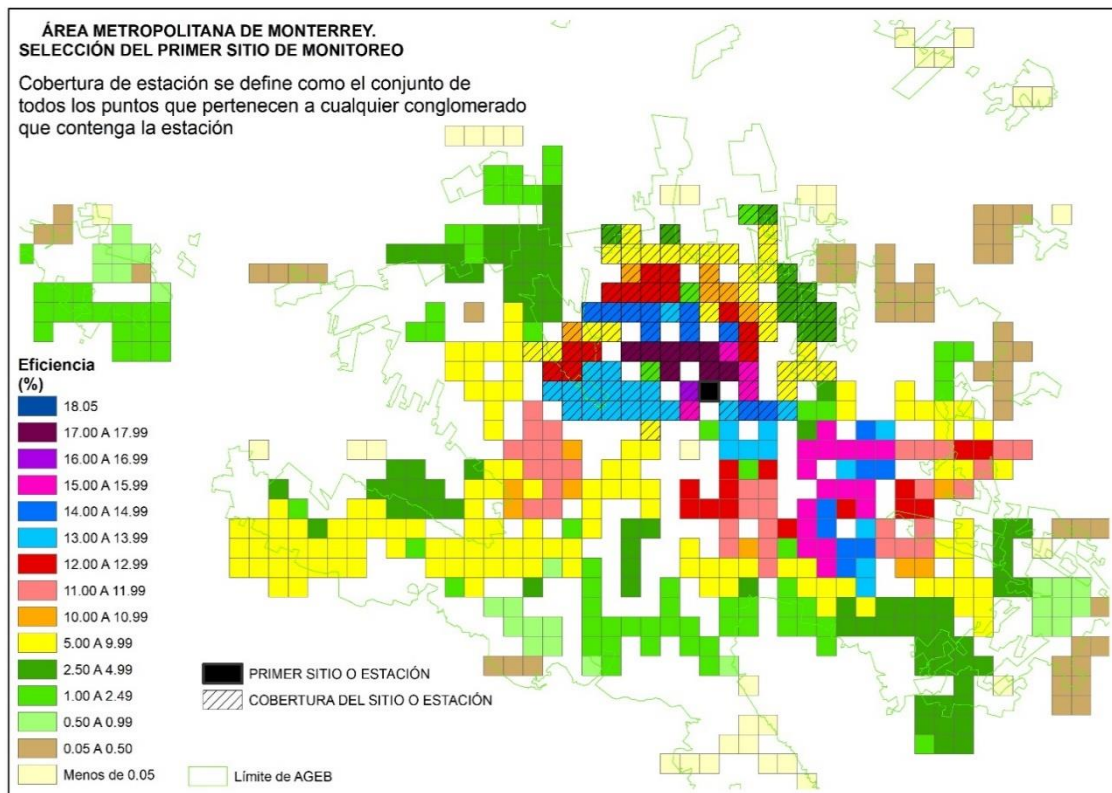 ÁREA METROPOLITANA DE MONTERREY.
SELECCIÓN DEL PRIMER SITIO DE MONITOREO
Cobertura de estación se define como el conjunto de
todos los puntos que pertenecen a cualquier conglomerado
que contenga la estación
Eficiencia
(%)
18.05
17.00 A 17.99
16.00 A 16.99
15.00 A 15.99
14.00 A 14.99
13.00 A 13.99
12.00 A 12.99
11.00 A 11.99
10.00 A 10.99
5.00 A 9.99
2.50 A 4.99
1.00 A 2.49
0.50 A 0.99
0.05 A 0.50
Menos de 0.05
PRIMER SITIO O ESTACIÓN
COBERTURA DEL SITIO O ESTACIÓN
Límite de AGEB